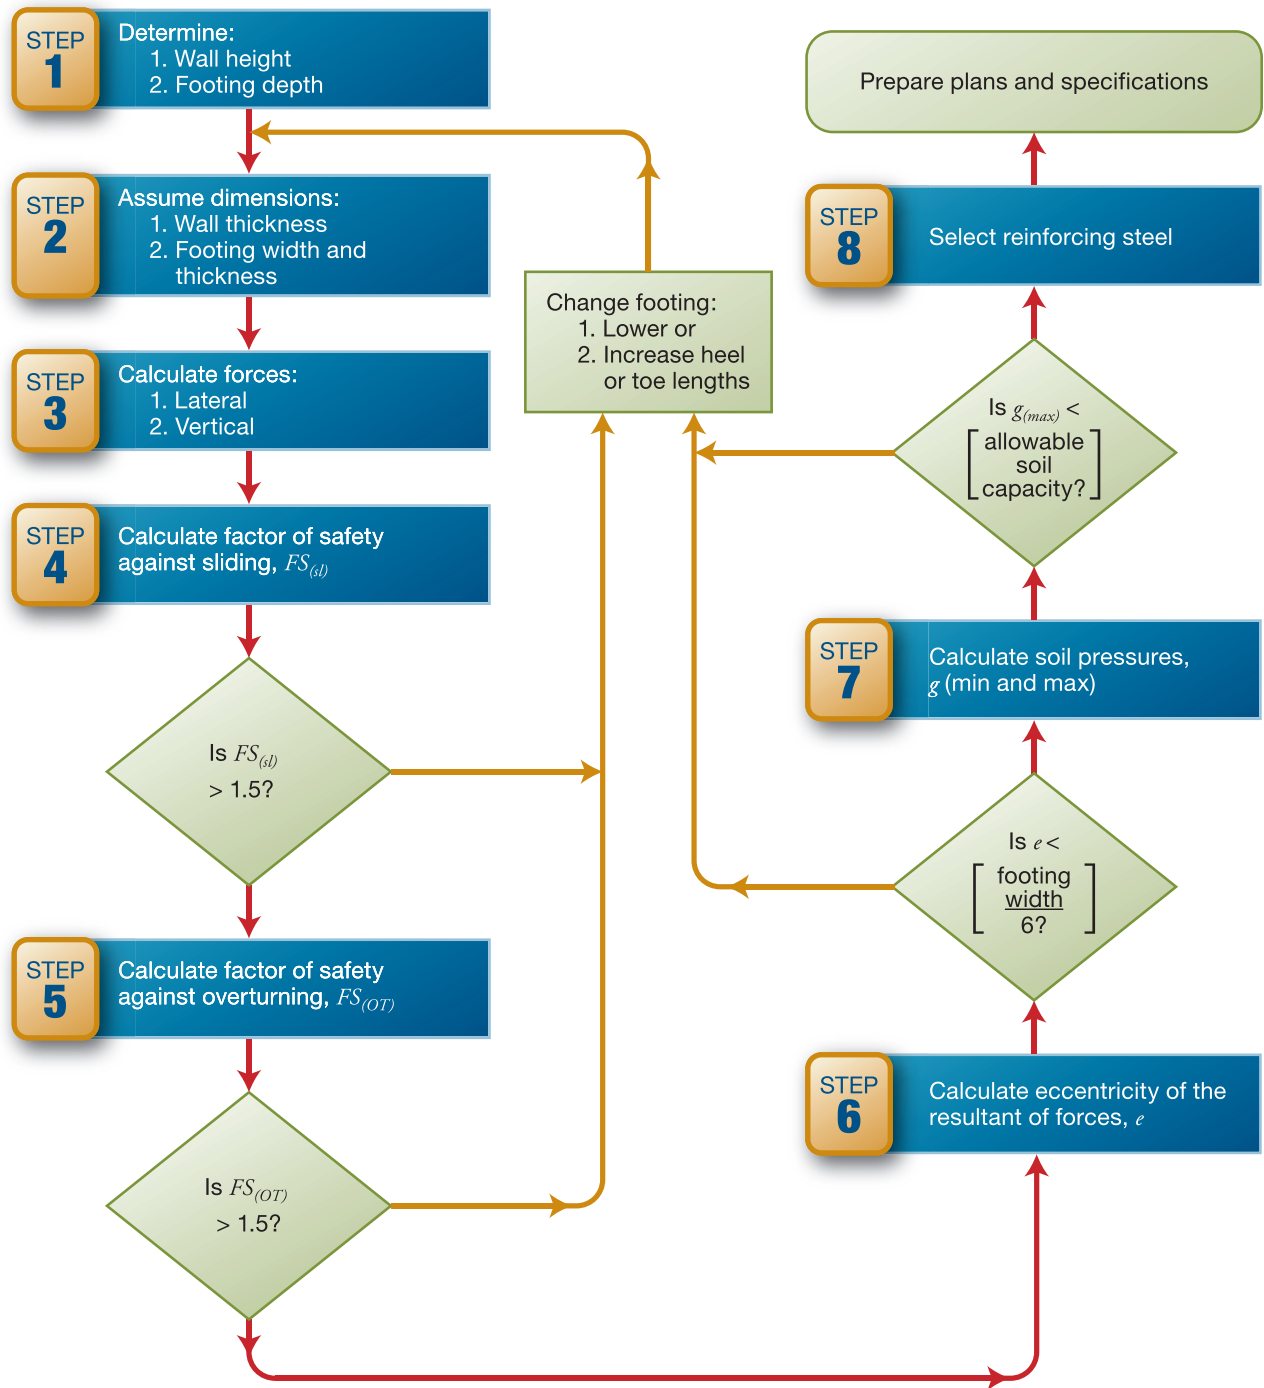 STEP
1
Determine:
1. Wall height
2. Footing depth
STEP
2
Assume dimensions:
1. Wall thickness
2. Footing width and
thickness
STEP
3
Calculate forces:
1. Lateral
2. Vertical
STEP
4
Calculate factor of safety
against sliding, FS(sl)
Is FS(sl)
> 1.5?
STEP
5
Calculate factor of safety
against overturning, FS(OT)
Is FS(OT)
> 1.5?
Change footing:
1. Lower or
2. Increase heel
or toe lengths
STEP
6
Calculate eccentricity of the
resultant of forces, e
Is e <
[footing
width
6?]
STEP
7
Calculate soil pressures,
g (min and max)
Is g(max) <
[allowable
soil
capacity?]
STEP
8
Select reinforcing steel
Prepare plans and specifications